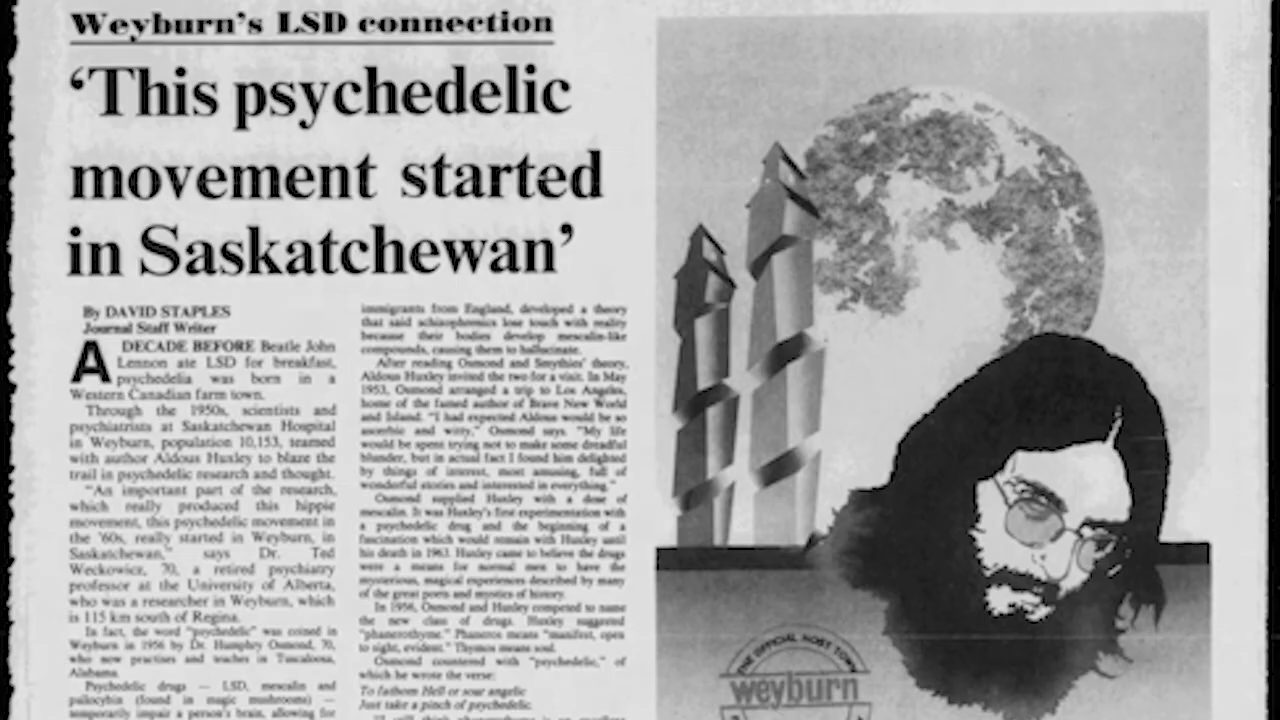 Weyburn's LSD connection
‘This psychedelic
movement started
in Saskatchewan’
By DAVID STAPLES
Journal Staff Writer
A DECADE BEFORE Beatle John
Lennon ate LSD for breakfast,
psychedelia was born in a
Western Canadian farm town.
Through the 1950s, scientists and
psychiatrists at Saskatchewan Hospital
in Weyburn, population 10,153, teamed
with author Aldous Huxley to blaze the
trail in psychedelic research and thought.
"An important part of the research,
which really produced this hippie
movement, this psychedelic movement in
the '60s, really started in Weyburn, in
Saskatchewan," says Dr. Ted
Weckowicz, 70, a retired psychiatry
professor at the University of Alberta,
who was a researcher in Weyburn, which
is 115 km south of Regina.
In fact, the word "psychedelic" was coined in
Weyburn in 1956 by Dr. Humphry Osmond, 70,
who now practises and teaches in Tuscaloosa,
Alabama.
Psychedelic drugs — LSD, mescalin and
psilocybin (found in magic mushrooms) —
temporarily impair a person's brain, allowing for
immigrants from England, developed a theory
that said schizophrenics lose touch with reality
because their bodies develop mescalin-like
compounds, causing them to hallucinate.
After reading Osmond and Smythies' theory,
Aldous Huxley invited the two for a visit. In May
1953, Osmond arranged a trip to Los Angeles,
home of the famed author of Brave New World
and Island. "I had expected Aldous would be so
ascerbic and witty," Osmond says. "My life
would be spent trying not to make some dreadful
blunder, but in actual fact I found him delighted
by things of interest, most amusing, full of
wonderful stories and interested in everything."
Osmond supplied Huxley with a dose of
mescalin. It was Huxley's first experimentation with
a psychedelic drug and the beginning of a
fascination which would remain with Huxley until
his death in 1963. Huxley came to believe the drugs
were a means for normal men to have the
mysterious, magical experiences described by many
of the great poets and mystics of history.
In 1956, Osmond and Huxley competed to name
the new class of drugs. Huxley suggested
"phanerothyme." Phaneros means "manifest, open
to sight, evident." Thymos means soul.
Osmond countered with "psychedelic," of
which he wrote the verse:
To fathom Hell or soar angelic
Just take a pinch of psychedelic.
THE OFFICIAL HOST TOWN
weyburn